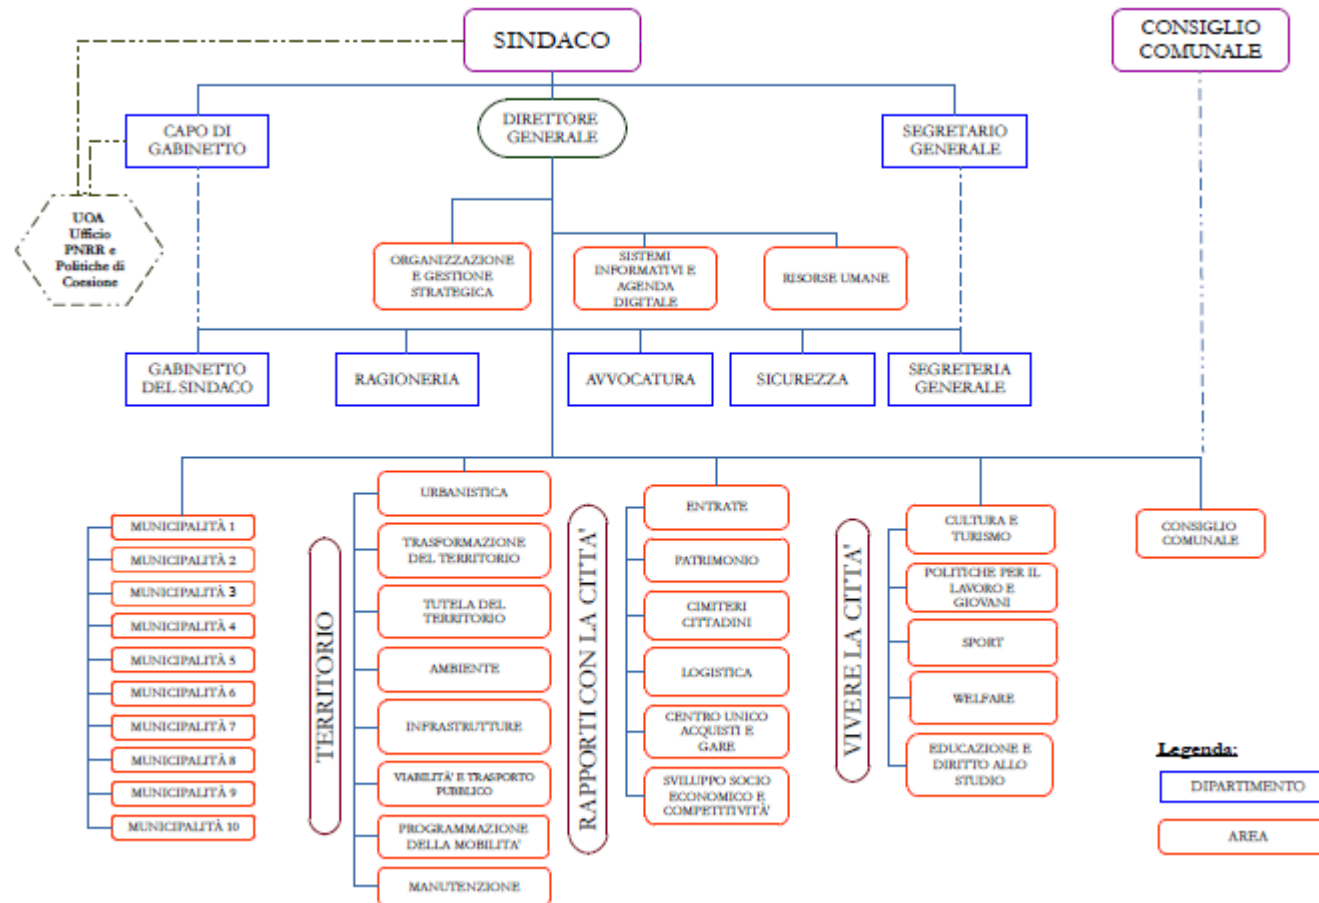 SINDACO
CONSIGLIO
COMUNALE
CAPO DI
GABINETTO
DIRETTORE
GENERALE
SEGRETARIO
GENERALE
UOA
Ufficio
PNRR e
Politiche di
Coesione
ORGANIZZAZIONE
E GESTIONE
STRATEGICA
SISTEMI
INFORMATIVI E
AGENDA
DIGITALE
RISORSE UMANE
GABINETTO
DEL SINDACO
RAGIONERIA
AVVOCATURA
SICUREZZA
SEGRETERIA
GENERALE
MUNICIPALITÀ 1
MUNICIPALITÀ 2
MUNICIPALITÀ 3
MUNICIPALITÀ 4
MUNICIPALITÀ 5
MUNICIPALITÀ 6
MUNICIPALITÀ 7
MUNICIPALITÀ 8
MUNICIPALITÀ 9
MUNICIPALITÀ 10
TERRITORIO
URBANISTICA
TRASFORMAZIONE
DEL TERRITORIO
TUTELA DEL
TERRITORIO
AMBIENTE
INFRASTRUTTURE
VIABILITA' E TRASPORTO
PUBBLICO
PROGRAMMAZIONE
DELLA MOBILITA'
MANUTENZIONE
RAPPORTI CON LA CITTA'
ENTRATE
PATRIMONIO
CIMITERI
CITTADINI
LOGISTICA
CENTRO UNICO
ACQUISTI E
GARE
SVILUPPO SOCIO
ECONOMICO E
COMPETITIVITA'
VIVERE LA CITTA'
CULTURA E
TURISMO
POLITICHE PER IL
LAVORO E
GIOVANI
SPORT
WELFARE
EDUCAZIONE E
DIRITTO ALLO
STUDIO
CONSIGLIO
COMUNALE
Legenda:
DIPARTIMENTO
AREA